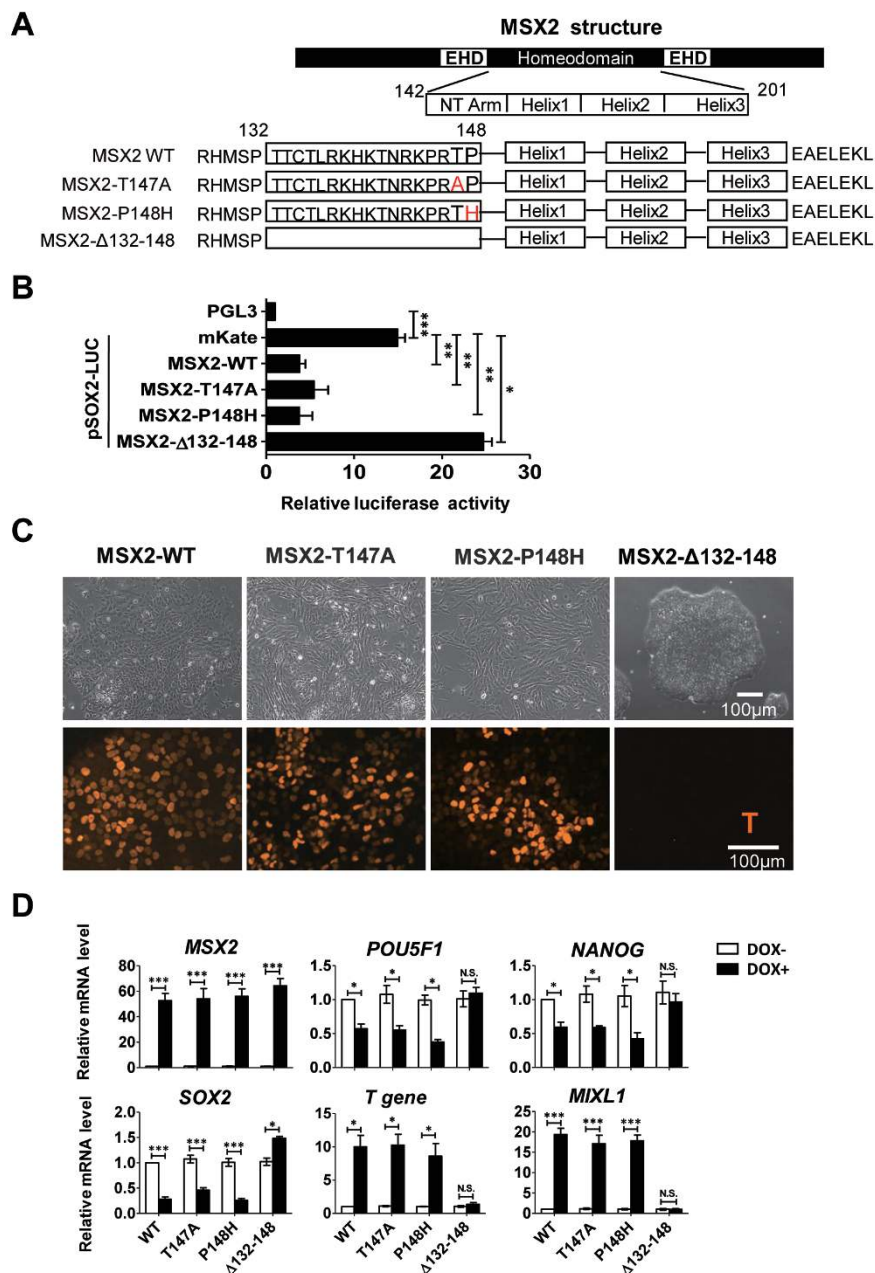 A
MSX2 structure
EHD Homeodomain EHD
142 201
NT Arm Helix1 Helix2 Helix3
132 148
MSX2 WT RHMSP TTCTLRKHKTNRKPRTP Helix1 Helix2 Helix3 EAELEKL
MSX2-T147A RHMSP TTCTLRKHKTNRKPRAP Helix1 Helix2 Helix3 EAELEKL
MSX2-P148H RHMSP TTCTLRKHKTNRKPRTH Helix1 Helix2 Helix3 EAELEKL
MSX2-Δ132-148 RHMSP Helix1 Helix2 Helix3 EAELEKL
B
pSOX2-LUC
PGL3
mKate
MSX2-WT
MSX2-T147A
MSX2-P148H
MSX2-Δ132-148
*** ** ** ** *
0 10 20 30
Relative luciferase activity
C
MSX2-WT MSX2-T147A MSX2-P148H MSX2-Δ132-148
100µm
T
100µm
D
MSX2 POU5F1 NANOG
DOX-
DOX+
Relative mRNA level
80
60
40
20
0
*** *** *** ***
1.5
1.0
0.5
0.0
* * * N.S.
1.5
1.0
0.5
0.0
* * * N.S.
SOX2 T gene MIXL1
Relative mRNA level
2.0
1.5
1.0
0.5
0.0
*** *** *** *
15
10
5
0
* * * N.S.
25
20
15
10
5
0
*** *** *** N.S.
WT T147A P148H Δ132-148
WT T147A P148H Δ132-148
WT T147A P148H Δ132-148